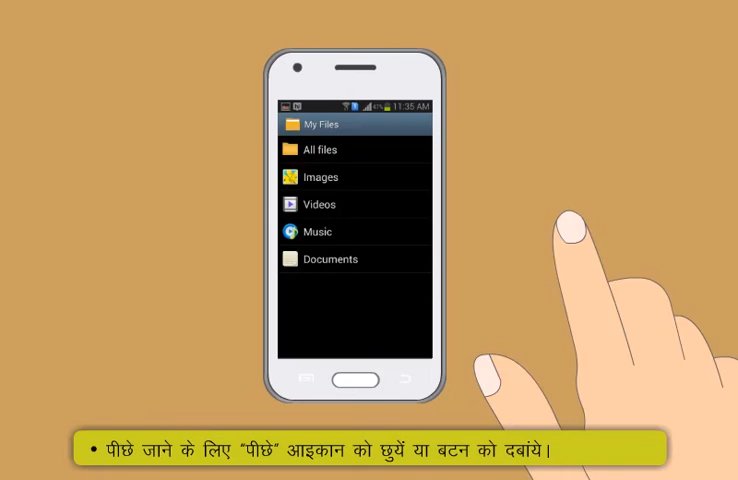 11:35 AM
My Files
All files
Images
Videos
Music
Documents
• पीछे जाने के लिए “पीछे” आइकान को छुयें या बटन को दबांये।